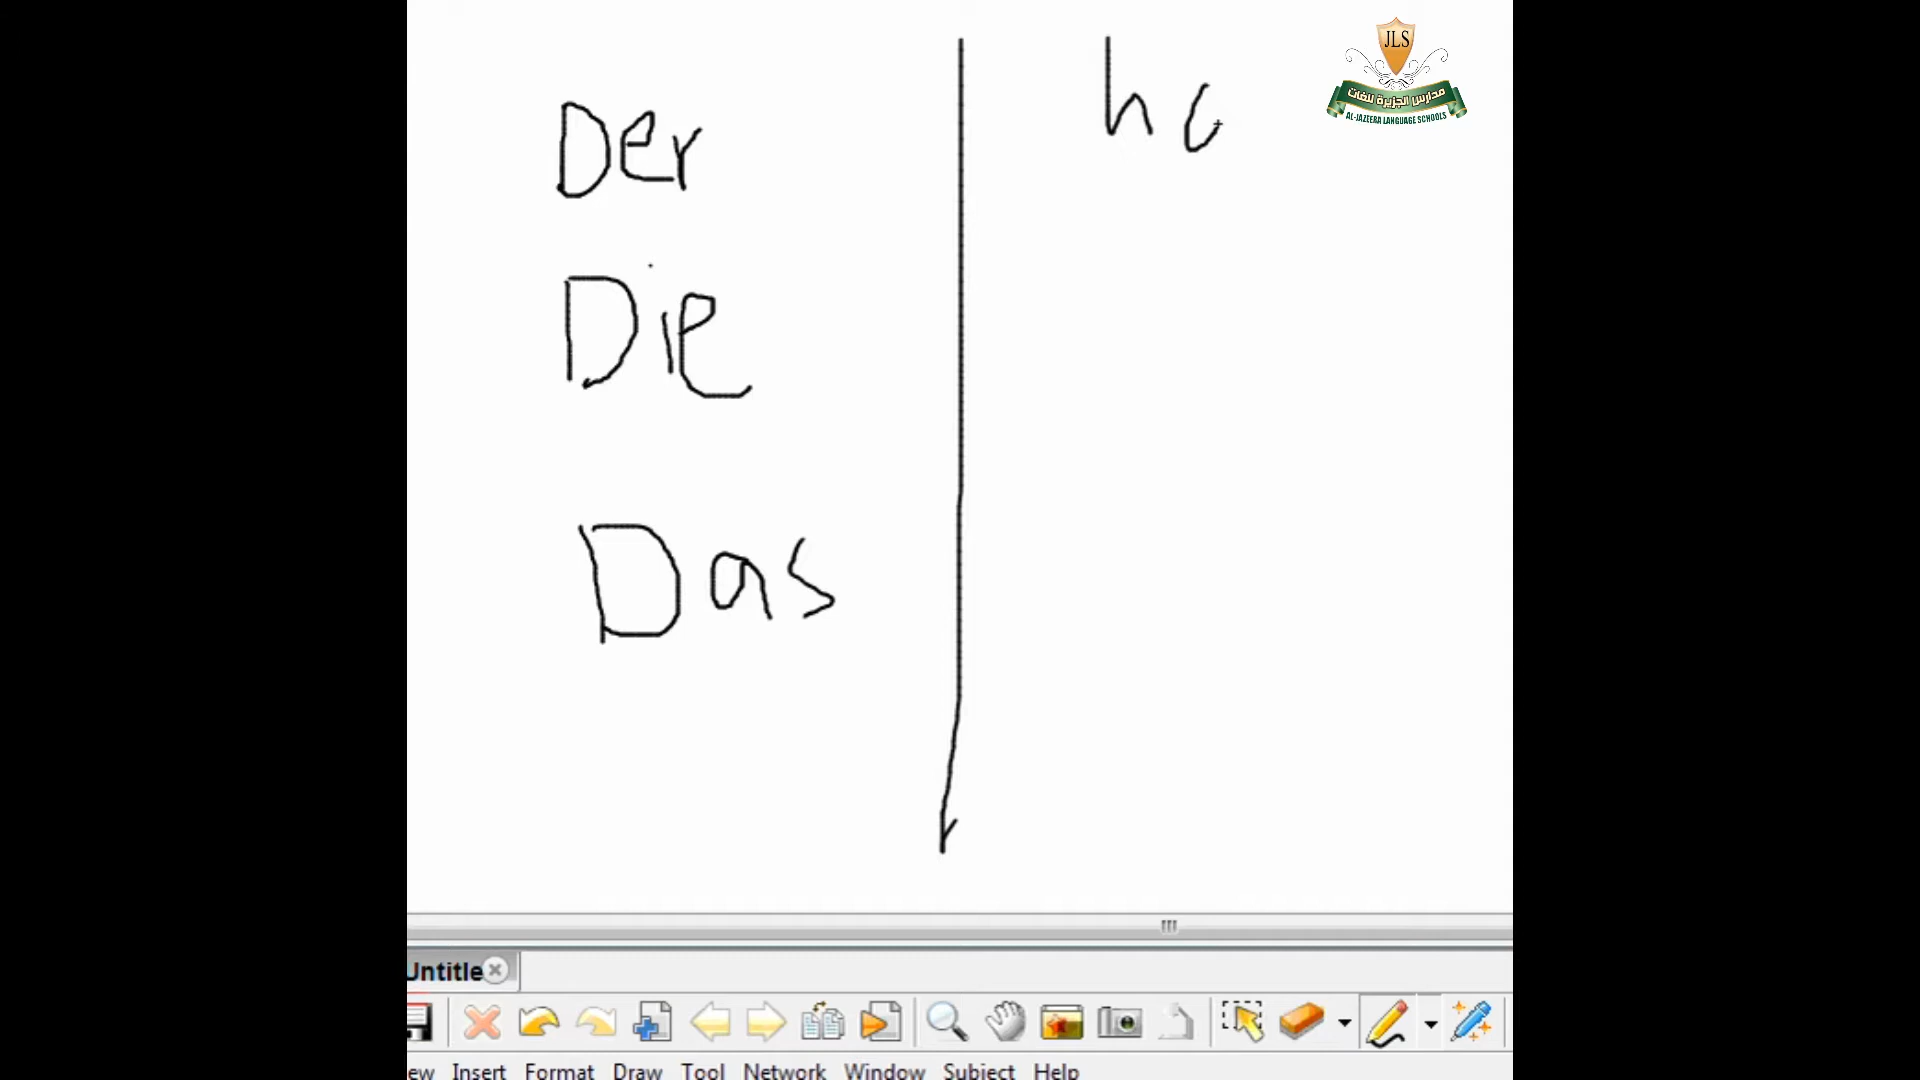 Der
Die
Das
JLS
مدارس الجزيرة للغات
AL-JAZEERA LANGUAGE SCHOOLS
Untitle
Insert Format Draw Tool Network Window Subject Help